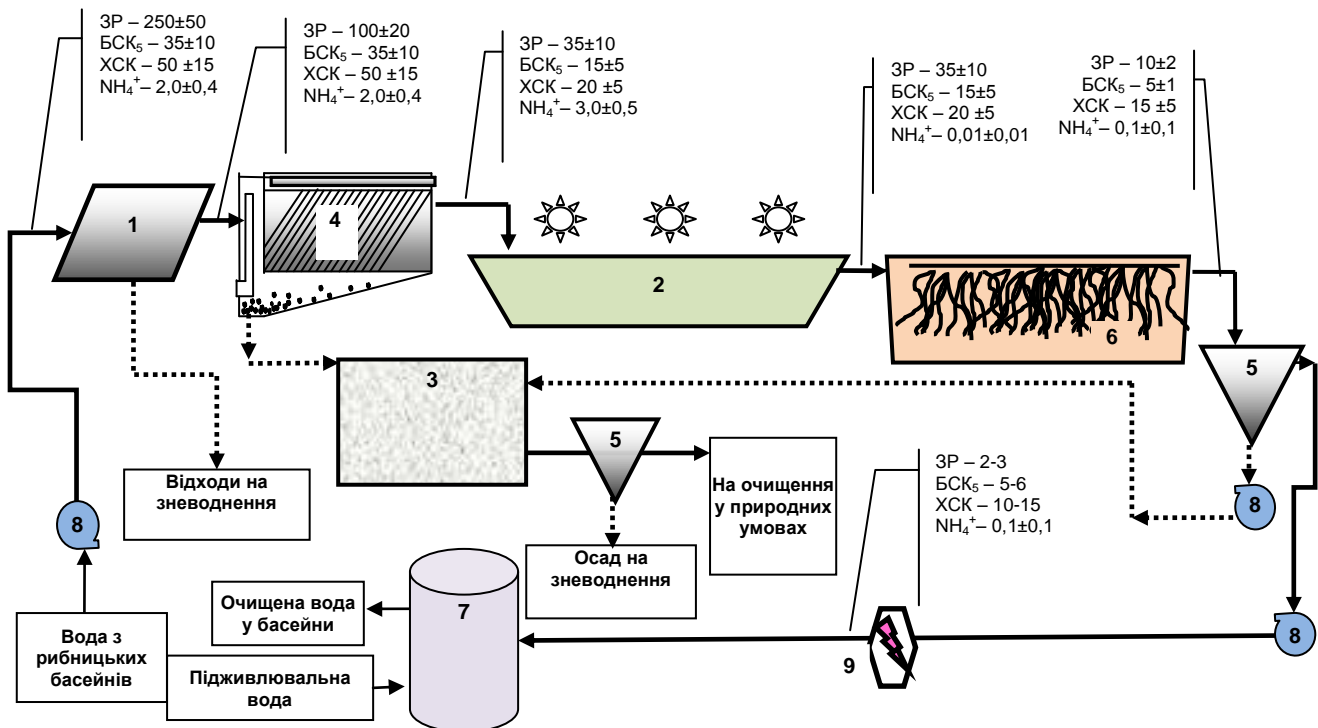 ЗР – 250±50
БСК₅ – 35±10
ХСК – 50 ±15
NH₄⁺– 2,0±0,4
ЗР – 100±20
БСК₅ – 35±10
ХСК – 50 ±15
NH₄⁺– 2,0±0,4
ЗР – 35±10
БСК₅ – 15±5
ХСК – 20 ±5
NH₄⁺– 3,0±0,5
ЗР – 35±10
БСК₅ – 15±5
ХСК – 20 ±5
NH₄⁺– 0,01±0,01
ЗР – 10±2
БСК₅ – 5±1
ХСК – 15 ±5
NH₄⁺– 0,1±0,1
1
4
2
6
3
5
5
8
8
8
7
9
Відходи на
зневоднення
На очищення
у природних
умовах
ЗР – 2-3
БСК₅ – 5-6
ХСК – 10-15
NH₄⁺– 0,1±0,1
Осад на
зневоднення
Очищена вода
у басейни
Вода з
рибницьких
басейнів
Підживлювальна
вода